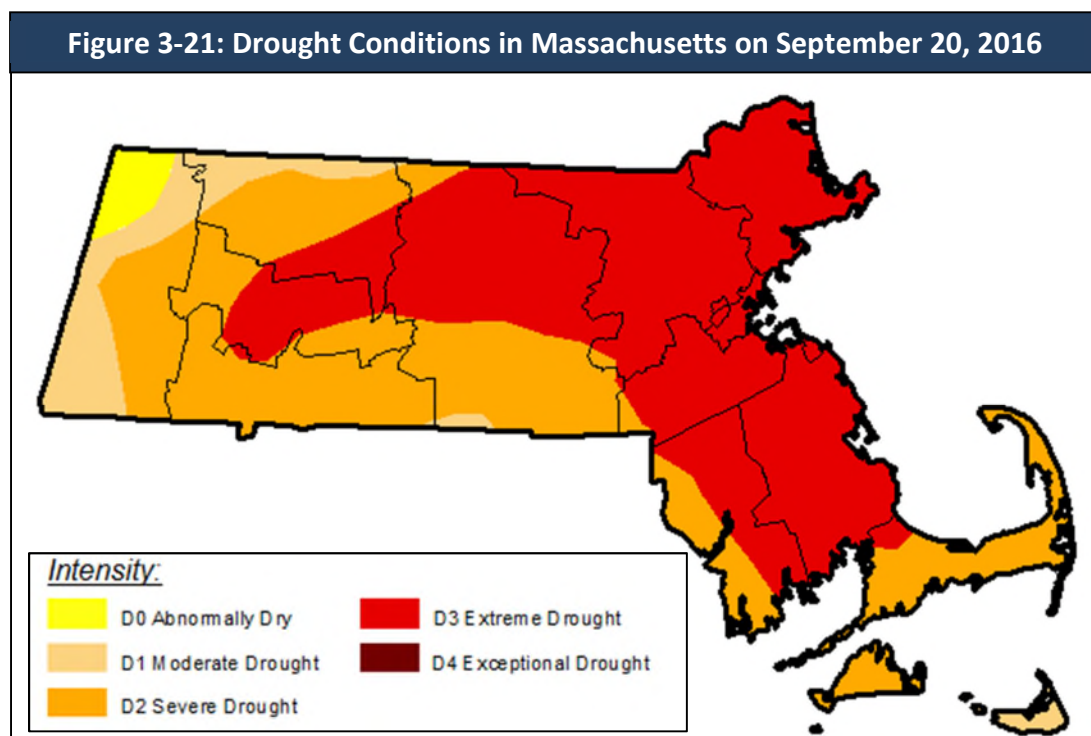 Figure 3-21: Drought Conditions in Massachusetts on September 20, 2016
Intensity:
D0 Abnormally Dry
D1 Moderate Drought
D2 Severe Drought
D3 Extreme Drought
D4 Exceptional Drought